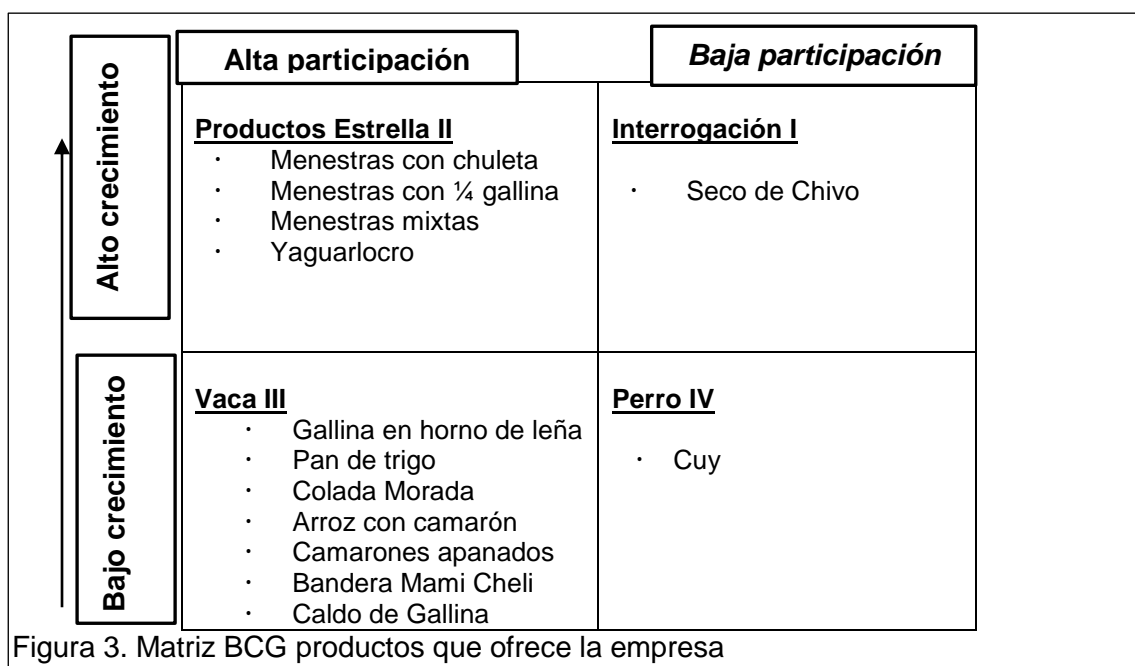 Alta participación
Baja participación
Alto crecimiento
Productos Estrella II
· Menestras con chuleta
· Menestras con ¼ gallina
· Menestras mixtas
· Yaguarlocro
Interrogación I
· Seco de Chivo
Bajo crecimiento
Vaca III
· Gallina en horno de leña
· Pan de trigo
· Colada Morada
· Arroz con camarón
· Camarones apanados
· Bandera Mami Cheli
· Caldo de Gallina
Perro IV
· Cuy
Figura 3. Matriz BCG productos que ofrece la empresa